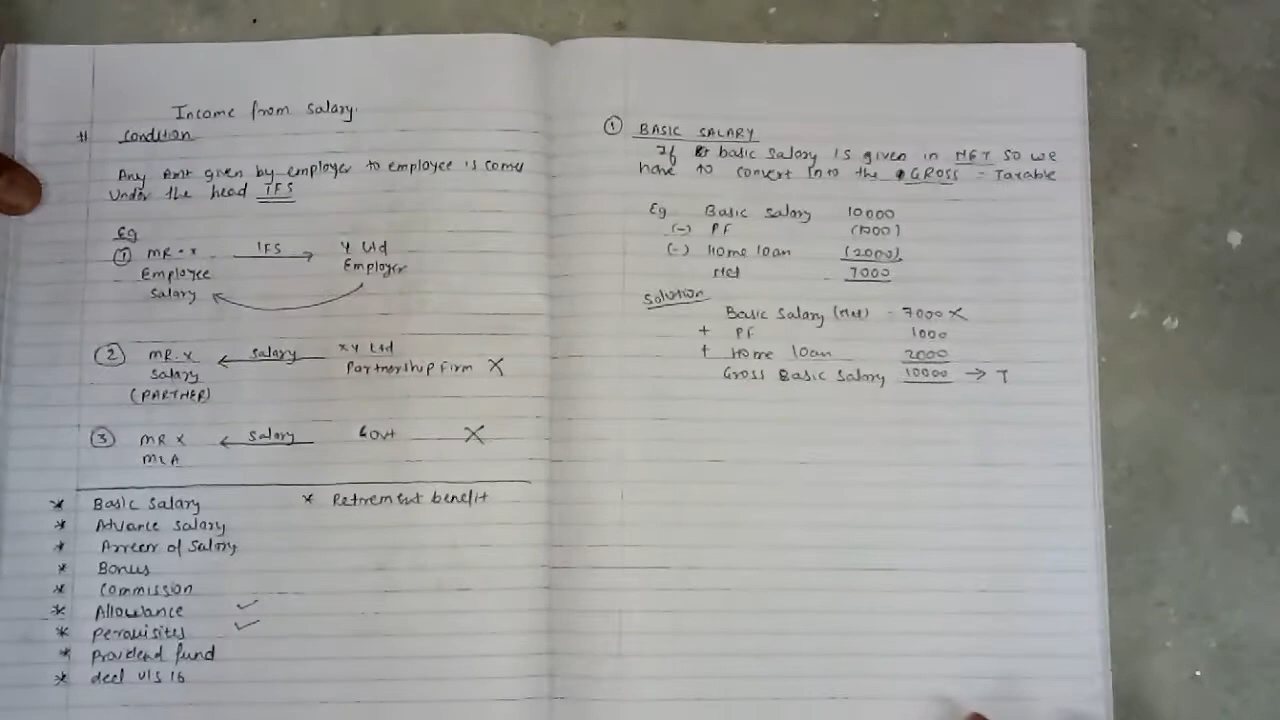 Income from salary.
# Condition
Any Amt given by employer to employee is comes
Under the head IFS
Eg
① MR. X IFS → Y Ltd
Employee Employer
Salary
② MR. X ← Salary XY Ltd
Salary Partnership Firm X
(PARTNER)
③ MR X ← Salary Govt X
MLA
* Basic Salary * Retirement benefit
* Advance Salary
* Arrear of Salary
* Bonus
* Commission
* Allowance ✓
* perquisites ✓
* Providend fund
* ded U/S 16
① BASIC SALARY
If basic salary is given in NET so we
have to convert into the GROSS = Taxable
Eg Basic Salary 10000
(-) PF (1000)
(-) Home loan (2000)
Net 7000
Solution
Basic Salary (Net) - 7000 X
+ PF 1000
+ Home loan 2000
Gross Basic Salary 10000 → T